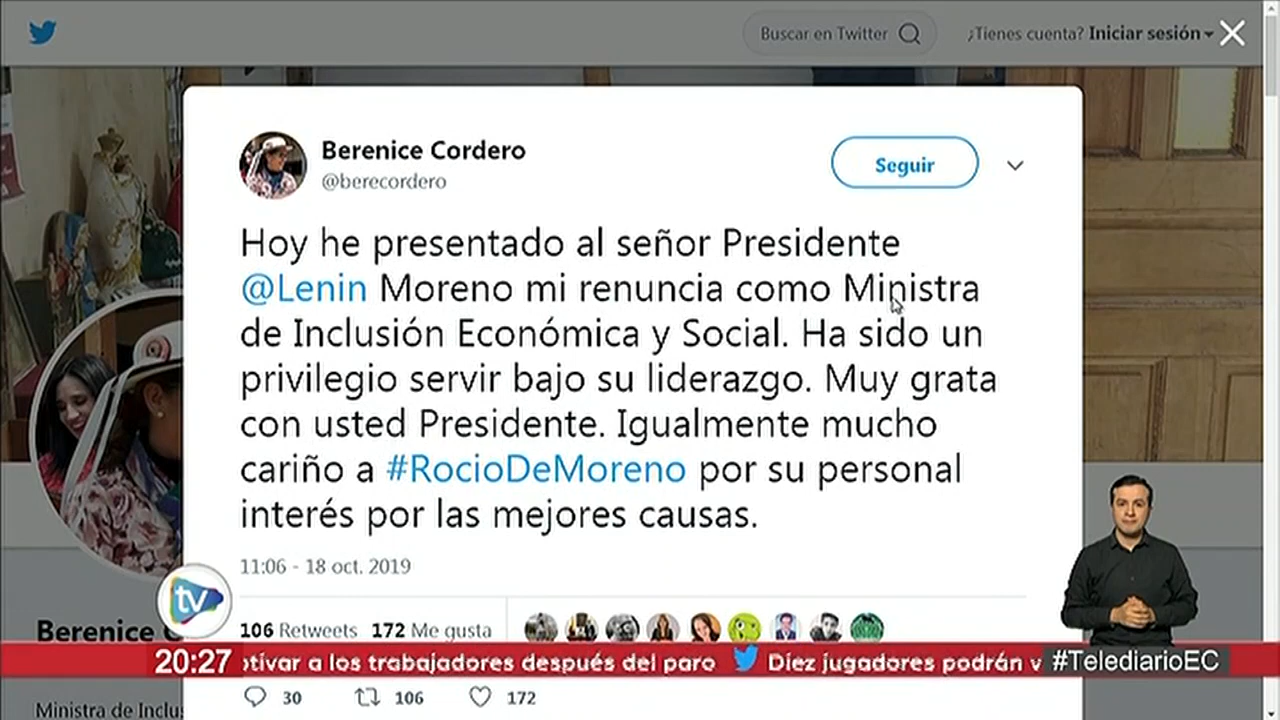 Buscar en Twitter
¿Tienes cuenta? Iniciar sesión
Berenice Cordero
@berecordero
Seguir
Hoy he presentado al señor Presidente
@Lenin Moreno mi renuncia como Ministra
de Inclusión Económica y Social. Ha sido un
privilegio servir bajo su liderazgo. Muy grata
con usted Presidente. Igualmente mucho
cariño a #RocioDeMoreno por su personal
interés por las mejores causas.
11:06 - 18 oct. 2019
106 Retweets 172 Me gusta
tv
Berenice C
20:27 otivar a los trabajadores después del paro Diez jugadores podrán v #TelediarioEC
30 106 172
Ministra de Inclus